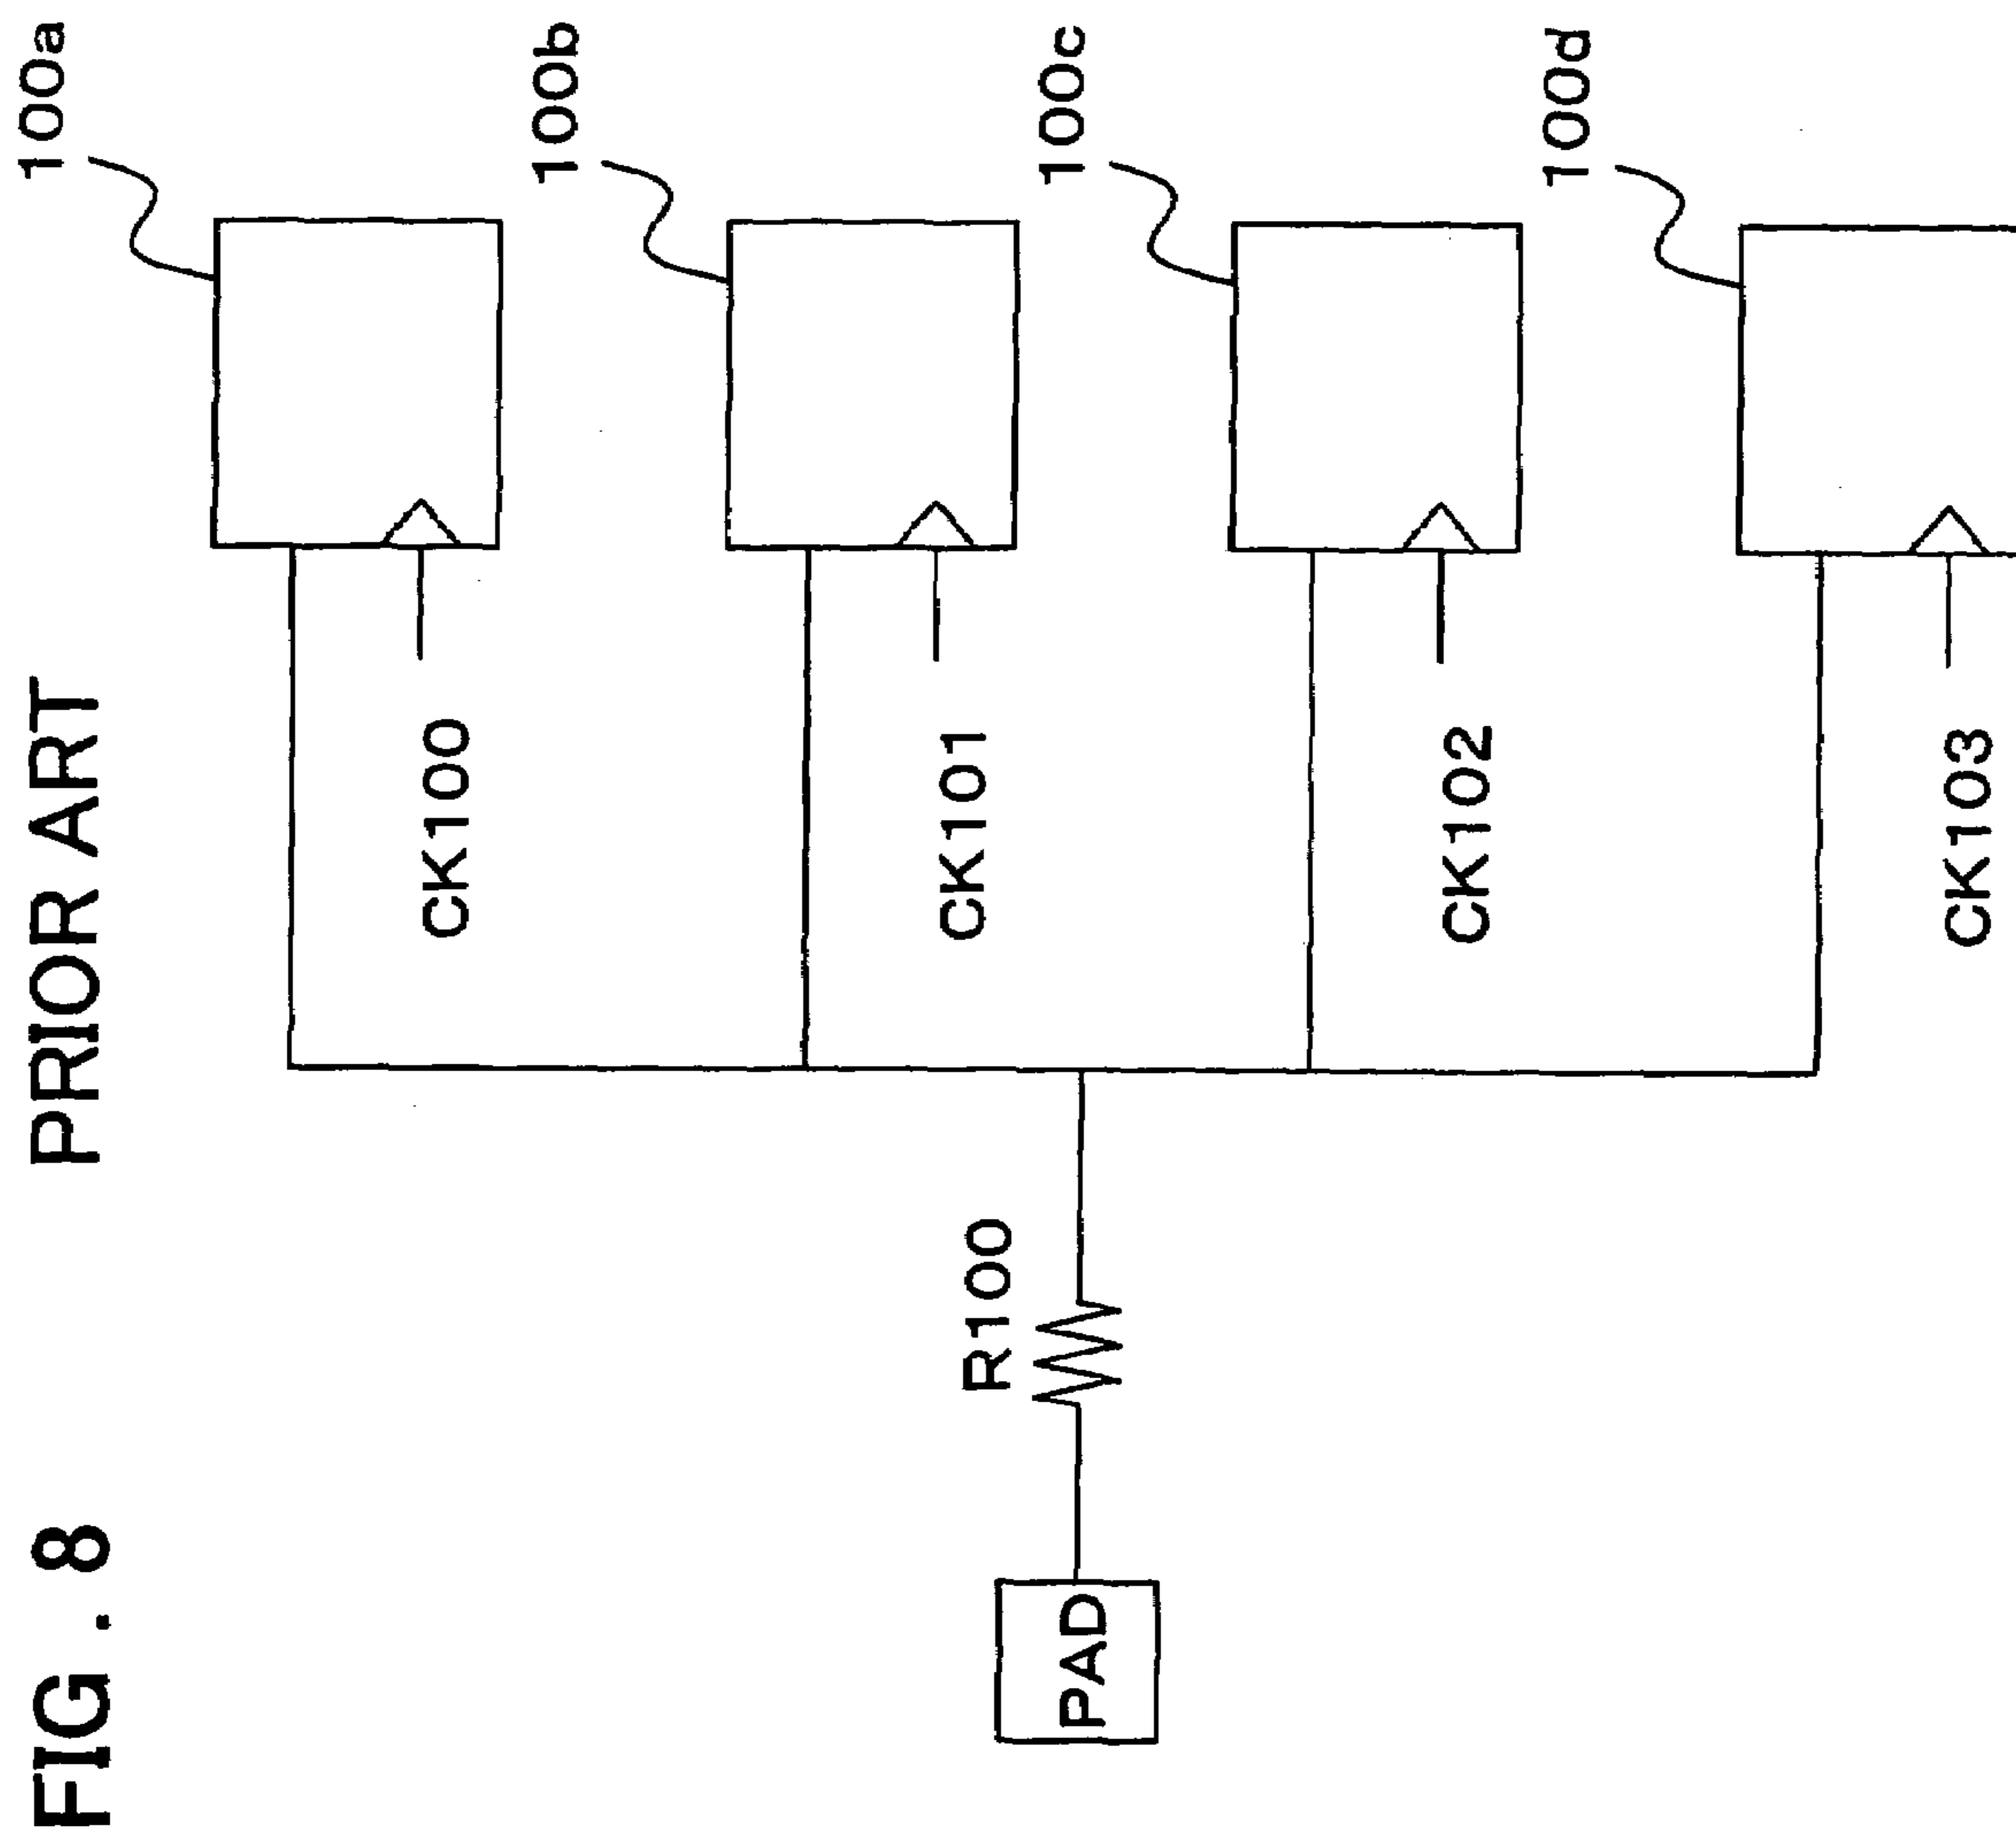 FIG . 8
PRIOR ART
100a
CK100
100b
CK101
R100
PAD
100c
CK102
100d
CK103